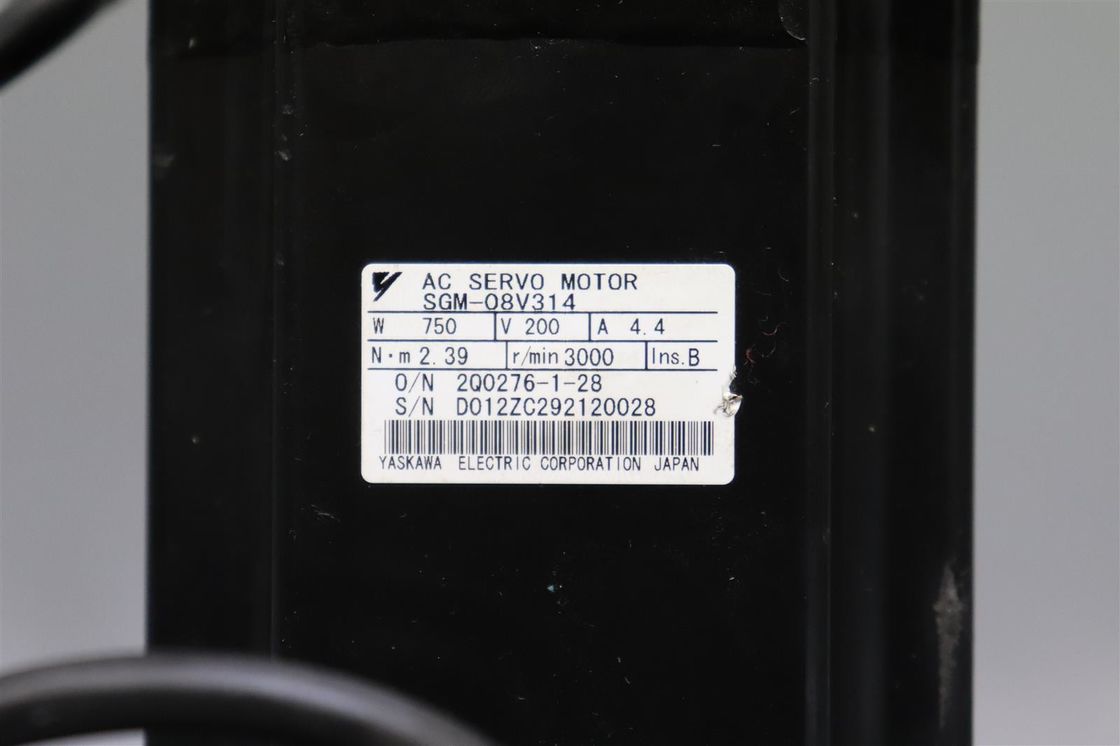 AC SERVO MOTOR
SGM-08V314
W 750 V 200 A 4.4
N·m 2.39 r/min 3000 Ins.B
O/N 2Q0276-1-28
S/N D012ZC292120028
YASKAWA ELECTRIC CORPORATION JAPAN